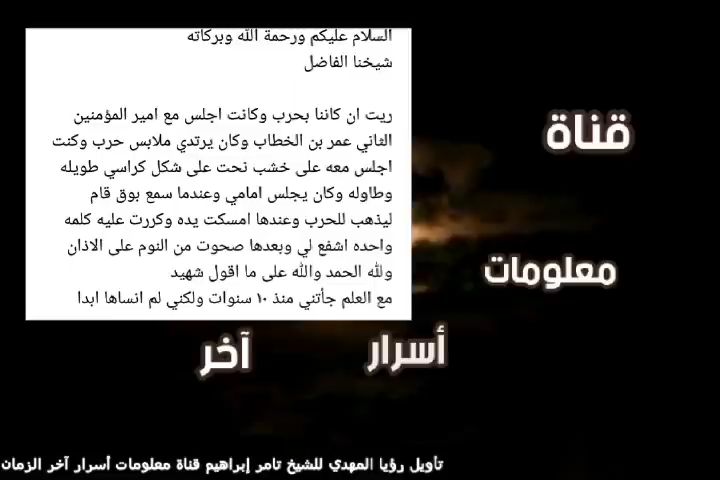 السلام عليكم ورحمة الله وبركاته
شيخنا الفاضل
ريت ان كاننا بحرب وكانت اجلس مع امير المؤمنين
الثاني عمر بن الخطاب وكان يرتدي ملابس حرب وكنت
اجلس معه على خشب نحت على شكل كراسي طويله
وطاوله وكان يجلس امامي وعندما سمع بوق قام
ليذهب للحرب وعندها امسكت يده وكررت عليه كلمه
واحده اشفع لي وبعدها صحوت من النوم على الاذان
ولله الحمد والله على ما اقول شهيد
مع العلم جأتني منذ ١٠ سنوات ولكني لم انساها ابدا
قناة
معلومات
أسرار
آخر
تأويل رؤيا المهدي للشيخ تامر إبراهيم قناة معلومات أسرار آخر الزمان